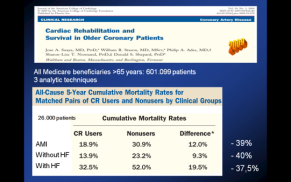 CLINICAL RESEARCH
Coronary Artery Disease
Cardiac Rehabilitation and
Survival in Older Coronary Patients
All Medicare beneficiaries >65 years: 601.099 patients
3 analytic techniques
All-Cause 5-Year Cumulative Mortality Rates for
Matched Pairs of CR Users and Nonusers by Clinical Groups
26.000 patients
Cumulative Mortality Rates
CR Users Nonusers Difference*
AMI 18.9% 30.9% 12.0% - 39%
Without HF 13.9% 23.2% 9.3% - 40%
With HF 32.5% 52.0% 19.5% - 37,5%